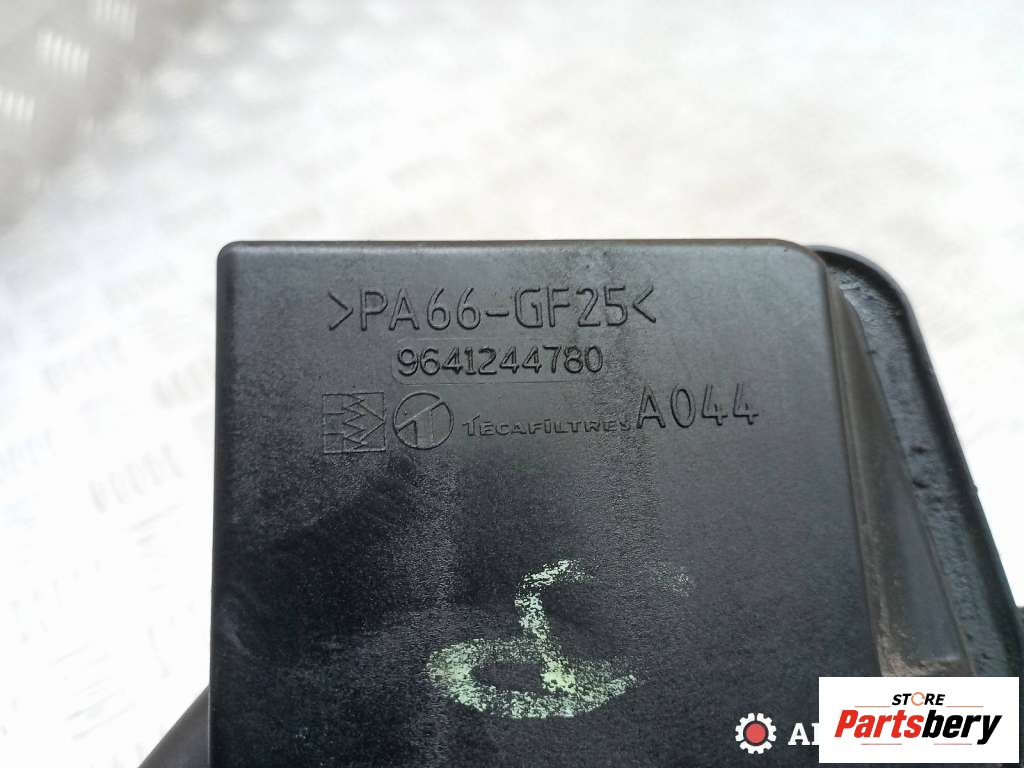 >PA66-GF25<
9641244780
TECAFILTRES A044
STORE
Partsbery